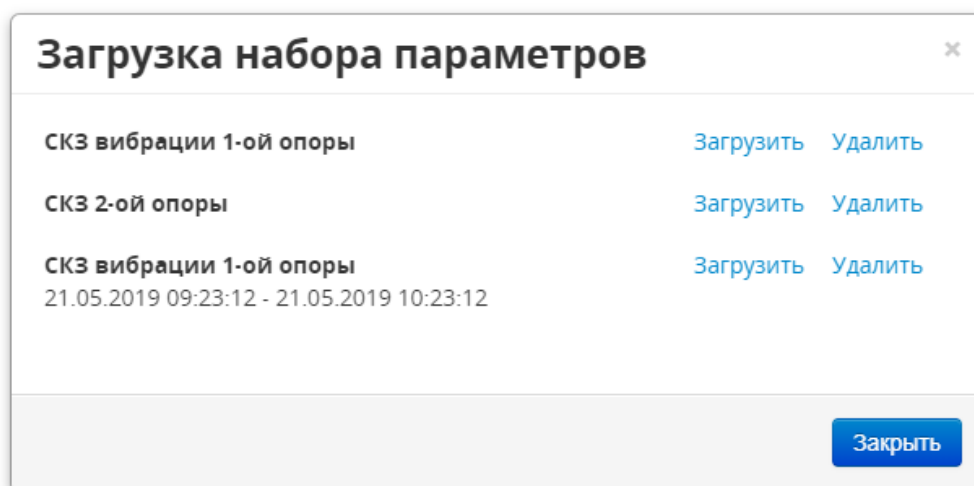 Загрузка набора параметров ×
СКЗ вибрации 1-ой опоры Загрузить Удалить
СКЗ 2-ой опоры Загрузить Удалить
СКЗ вибрации 1-ой опоры Загрузить Удалить
21.05.2019 09:23:12 - 21.05.2019 10:23:12
Закрыть